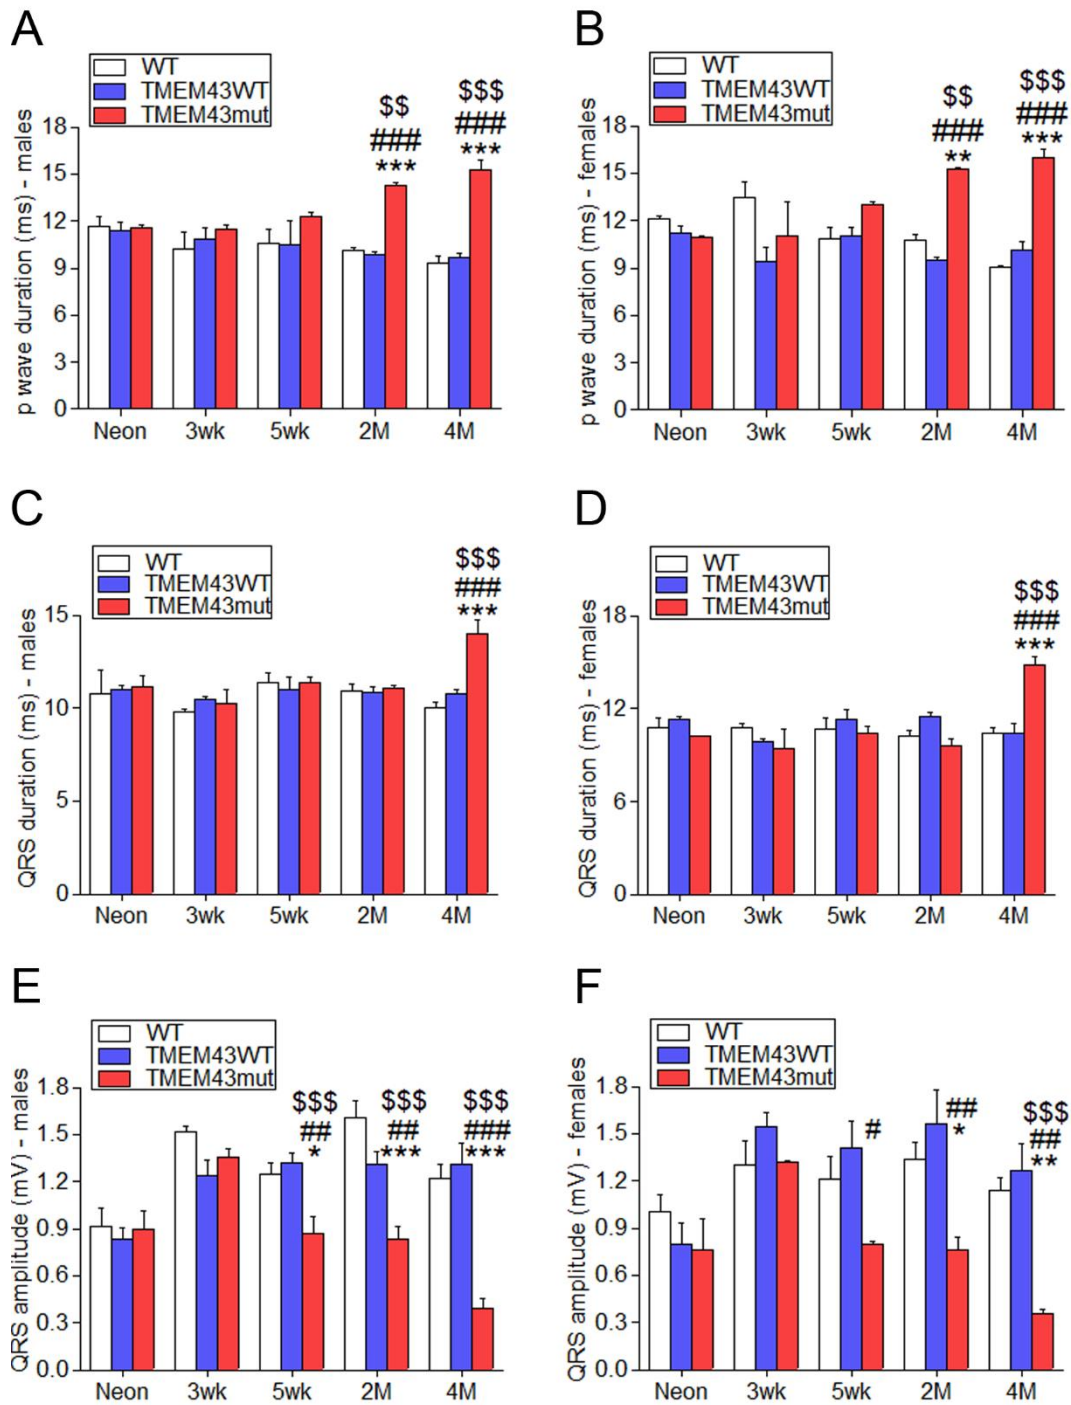 A
WT
TMEM43WT
TMEM43mut
p wave duration (ms) - males
18
15
12
9
6
3
0
$$
###
***
$$$
###
***
Neon 3wk 5wk 2M 4M
B
WT
TMEM43WT
TMEM43mut
p wave duration (ms) - females
18
15
12
9
6
3
0
$$
###
**
$$$
###
***
Neon 3wk 5wk 2M 4M
C
WT
TMEM43WT
TMEM43mut
QRS duration (ms) - males
15
10
5
0
$$$
###
***
Neon 3wk 5wk 2M 4M
D
WT
TMEM43WT
TMEM43mut
QRS duration (ms) - females
18
12
6
0
$$$
###
***
Neon 3wk 5wk 2M 4M
E
WT
TMEM43WT
TMEM43mut
QRS amplitude (mV) - males
1.8
1.5
1.2
0.9
0.6
0.3
0.0
$$$
##
*
$$$
##
***
$$$
###
***
Neon 3wk 5wk 2M 4M
F
WT
TMEM43WT
TMEM43mut
QRS amplitude (mV) - females
1.8
1.5
1.2
0.9
0.6
0.3
0.0
#
##
*
$$$
##
**
Neon 3wk 5wk 2M 4M